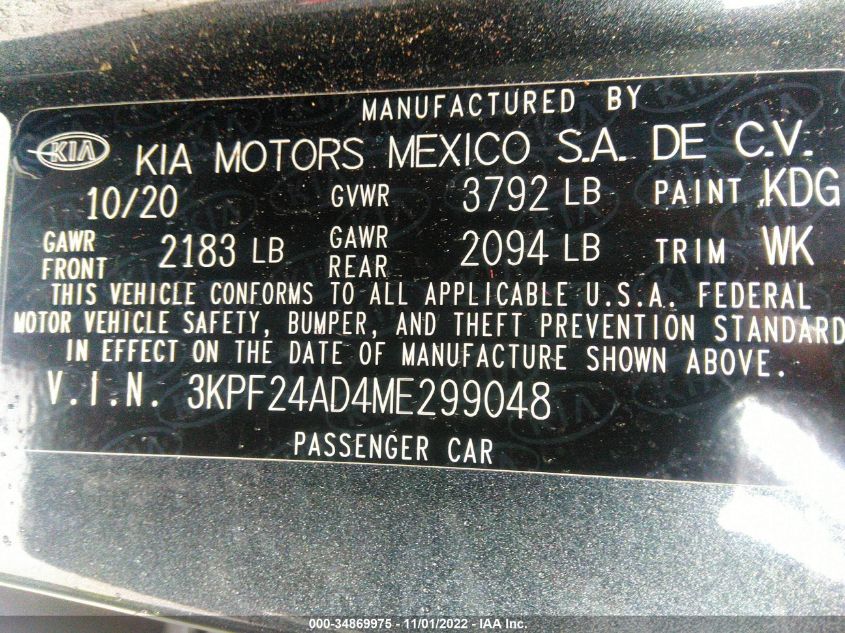 MANUFACTURED BY
KIA KIA MOTORS MEXICO S.A. DE C.V.
10/20 GVWR 3792 LB PAINT KDG
GAWR FRONT 2183 LB GAWR REAR 2094 LB TRIM WK
THIS VEHICLE CONFORMS TO ALL APPLICABLE U.S.A. FEDERAL
MOTOR VEHICLE SAFETY, BUMPER, AND THEFT PREVENTION STANDARD
IN EFFECT ON THE DATE OF MANUFACTURE SHOWN ABOVE.
V.I.N. 3KPF24AD4ME299048
PASSENGER CAR
000-34869975 - 11/01/2022 - IAA Inc.